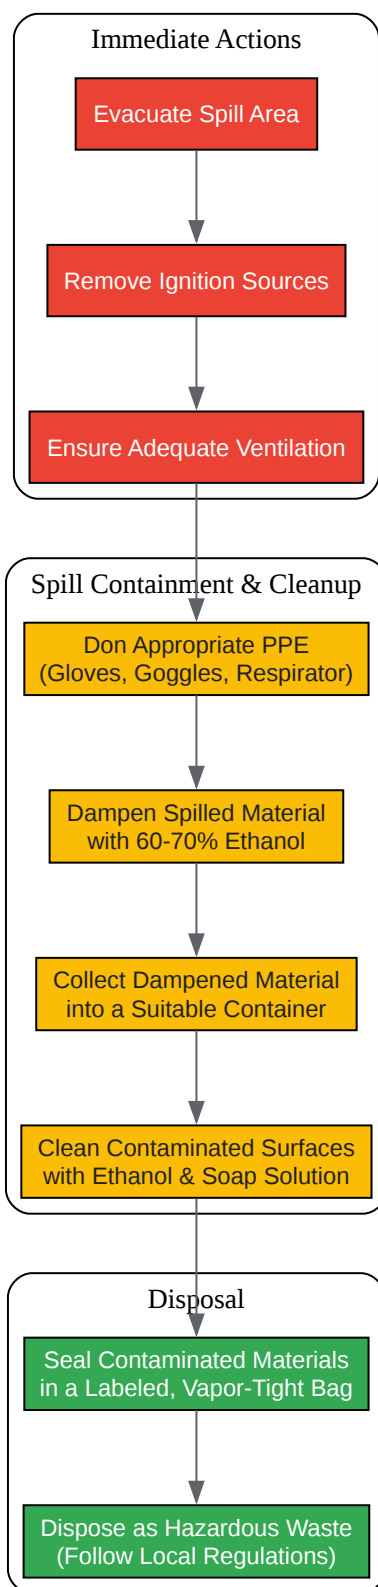 Immediate Actions
Evacuate Spill Area
Remove Ignition Sources
Ensure Adequate Ventilation
Spill Containment & Cleanup
Don Appropriate PPE
(Gloves, Goggles, Respirator)
Dampen Spilled Material
with 60-70% Ethanol
Collect Dampened Material
into a Suitable Container
Clean Contaminated Surfaces
with Ethanol & Soap Solution
Disposal
Seal Contaminated Materials
in a Labeled, Vapor-Tight Bag
Dispose as Hazardous Waste
(Follow Local Regulations)